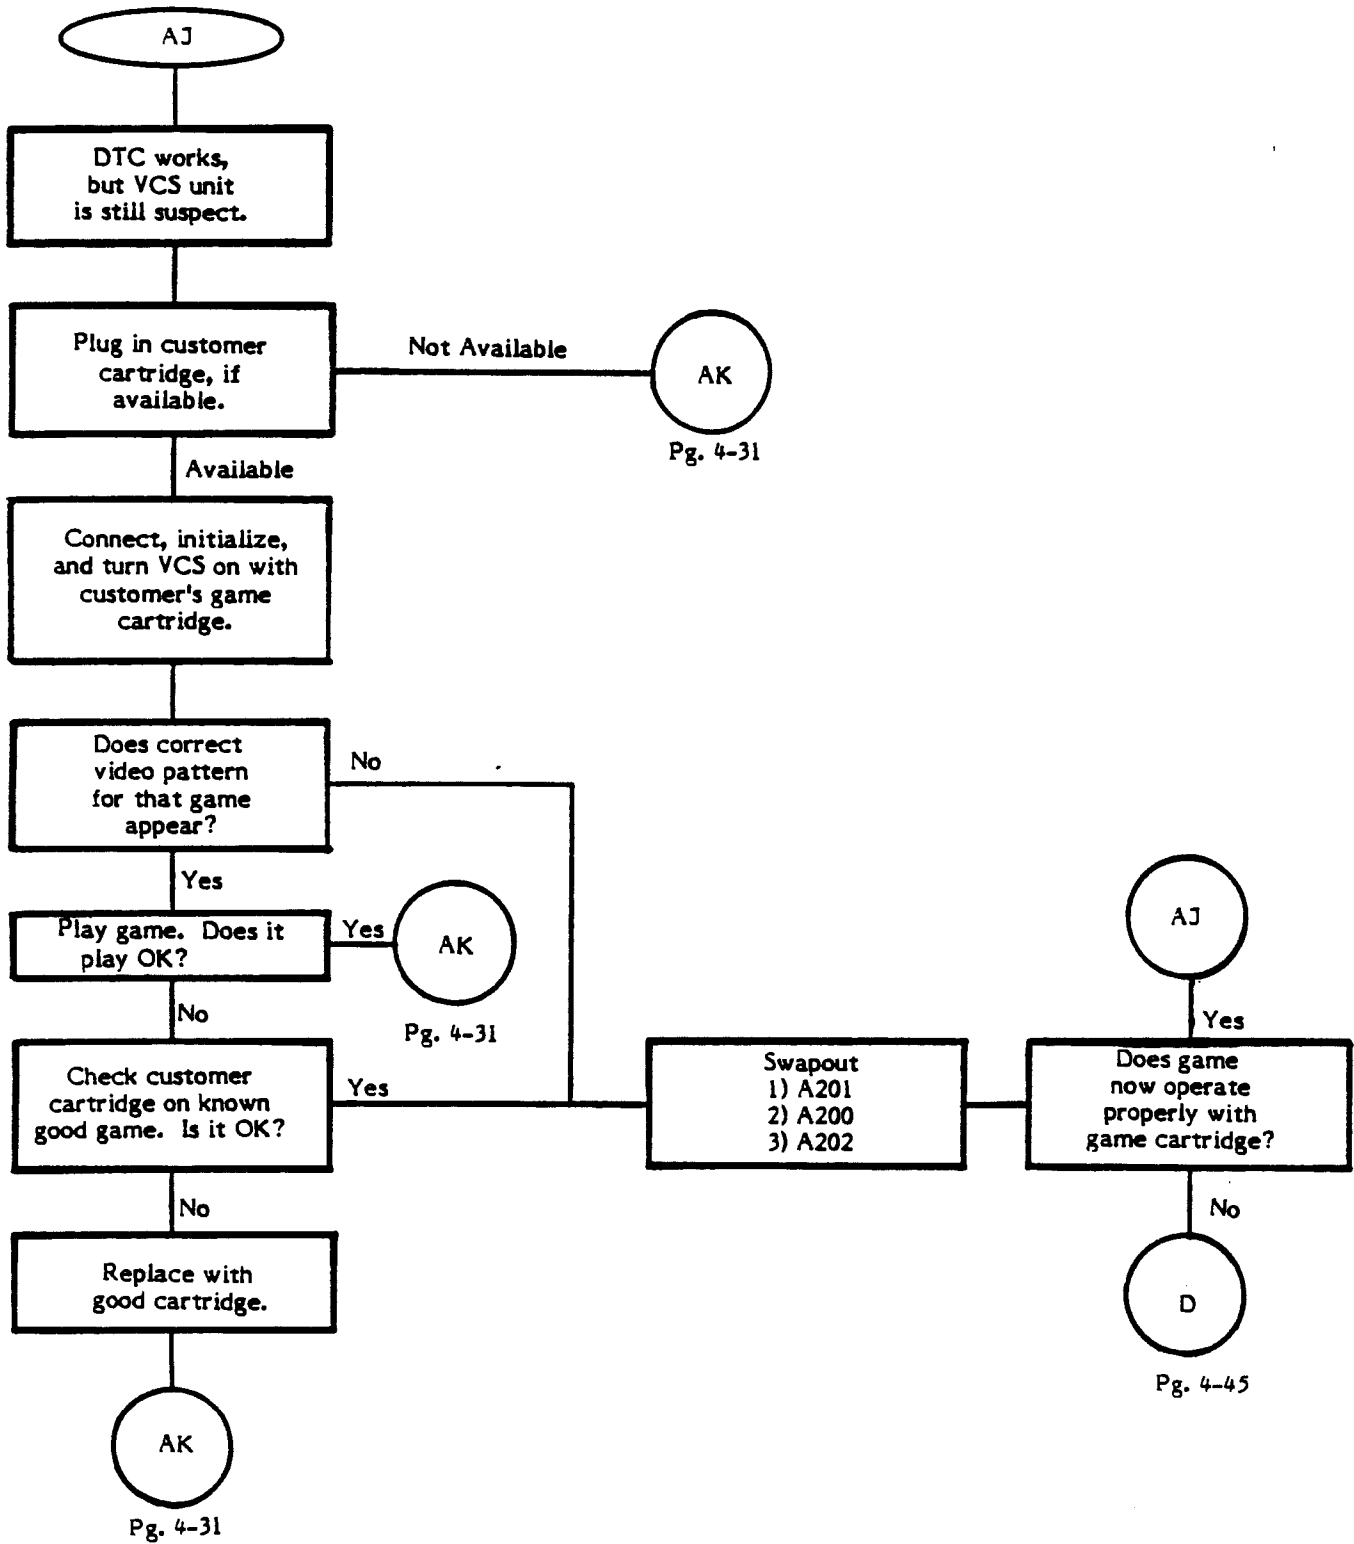 AJ
DTC works,
but VCS unit
is still suspect.
Plug in customer
cartridge, if
available.
Not Available
AK
Pg. 4-31
Available
Connect, initialize,
and turn VCS on with
customer's game
cartridge.
Does correct
video pattern
for that game
appear?
No
Yes
Play game. Does it
play OK?
Yes
AK
Pg. 4-31
No
Check customer
cartridge on known
good game. Is it OK?
Yes
Swapout
1) A201
2) A200
3) A202
AJ
Yes
Does game
now operate
properly with
game cartridge?
No
D
Pg. 4-45
No
Replace with
good cartridge.
AK
Pg. 4-31